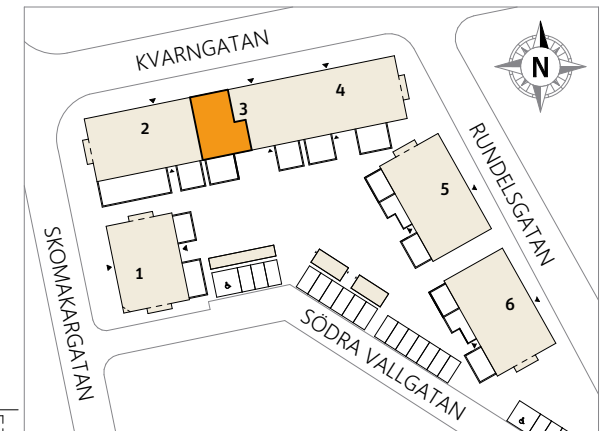 KVARNGATAN
N
3
4
2
RUNDELSGATAN
5
SKOMAKARGATAN
1
6
SÖDRA VALLGATAN